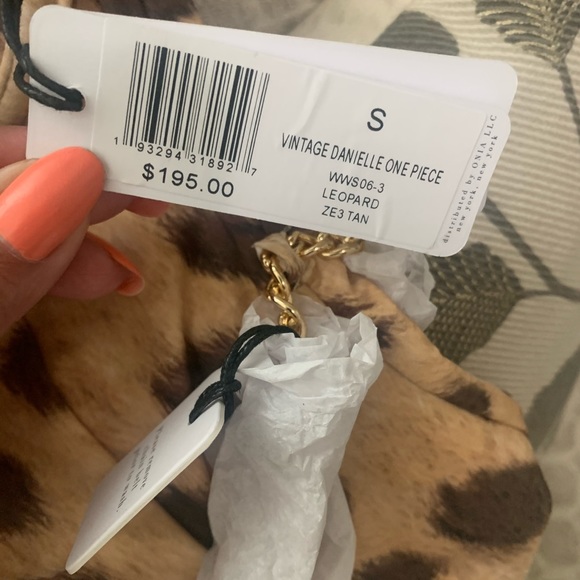 S
VINTAGE DANIELLE ONE PIECE
WWS06-3
LEOPARD
ZE3 TAN
1 93294 31892 7
$195.00
distributed by ONIA LLC
new york, new york